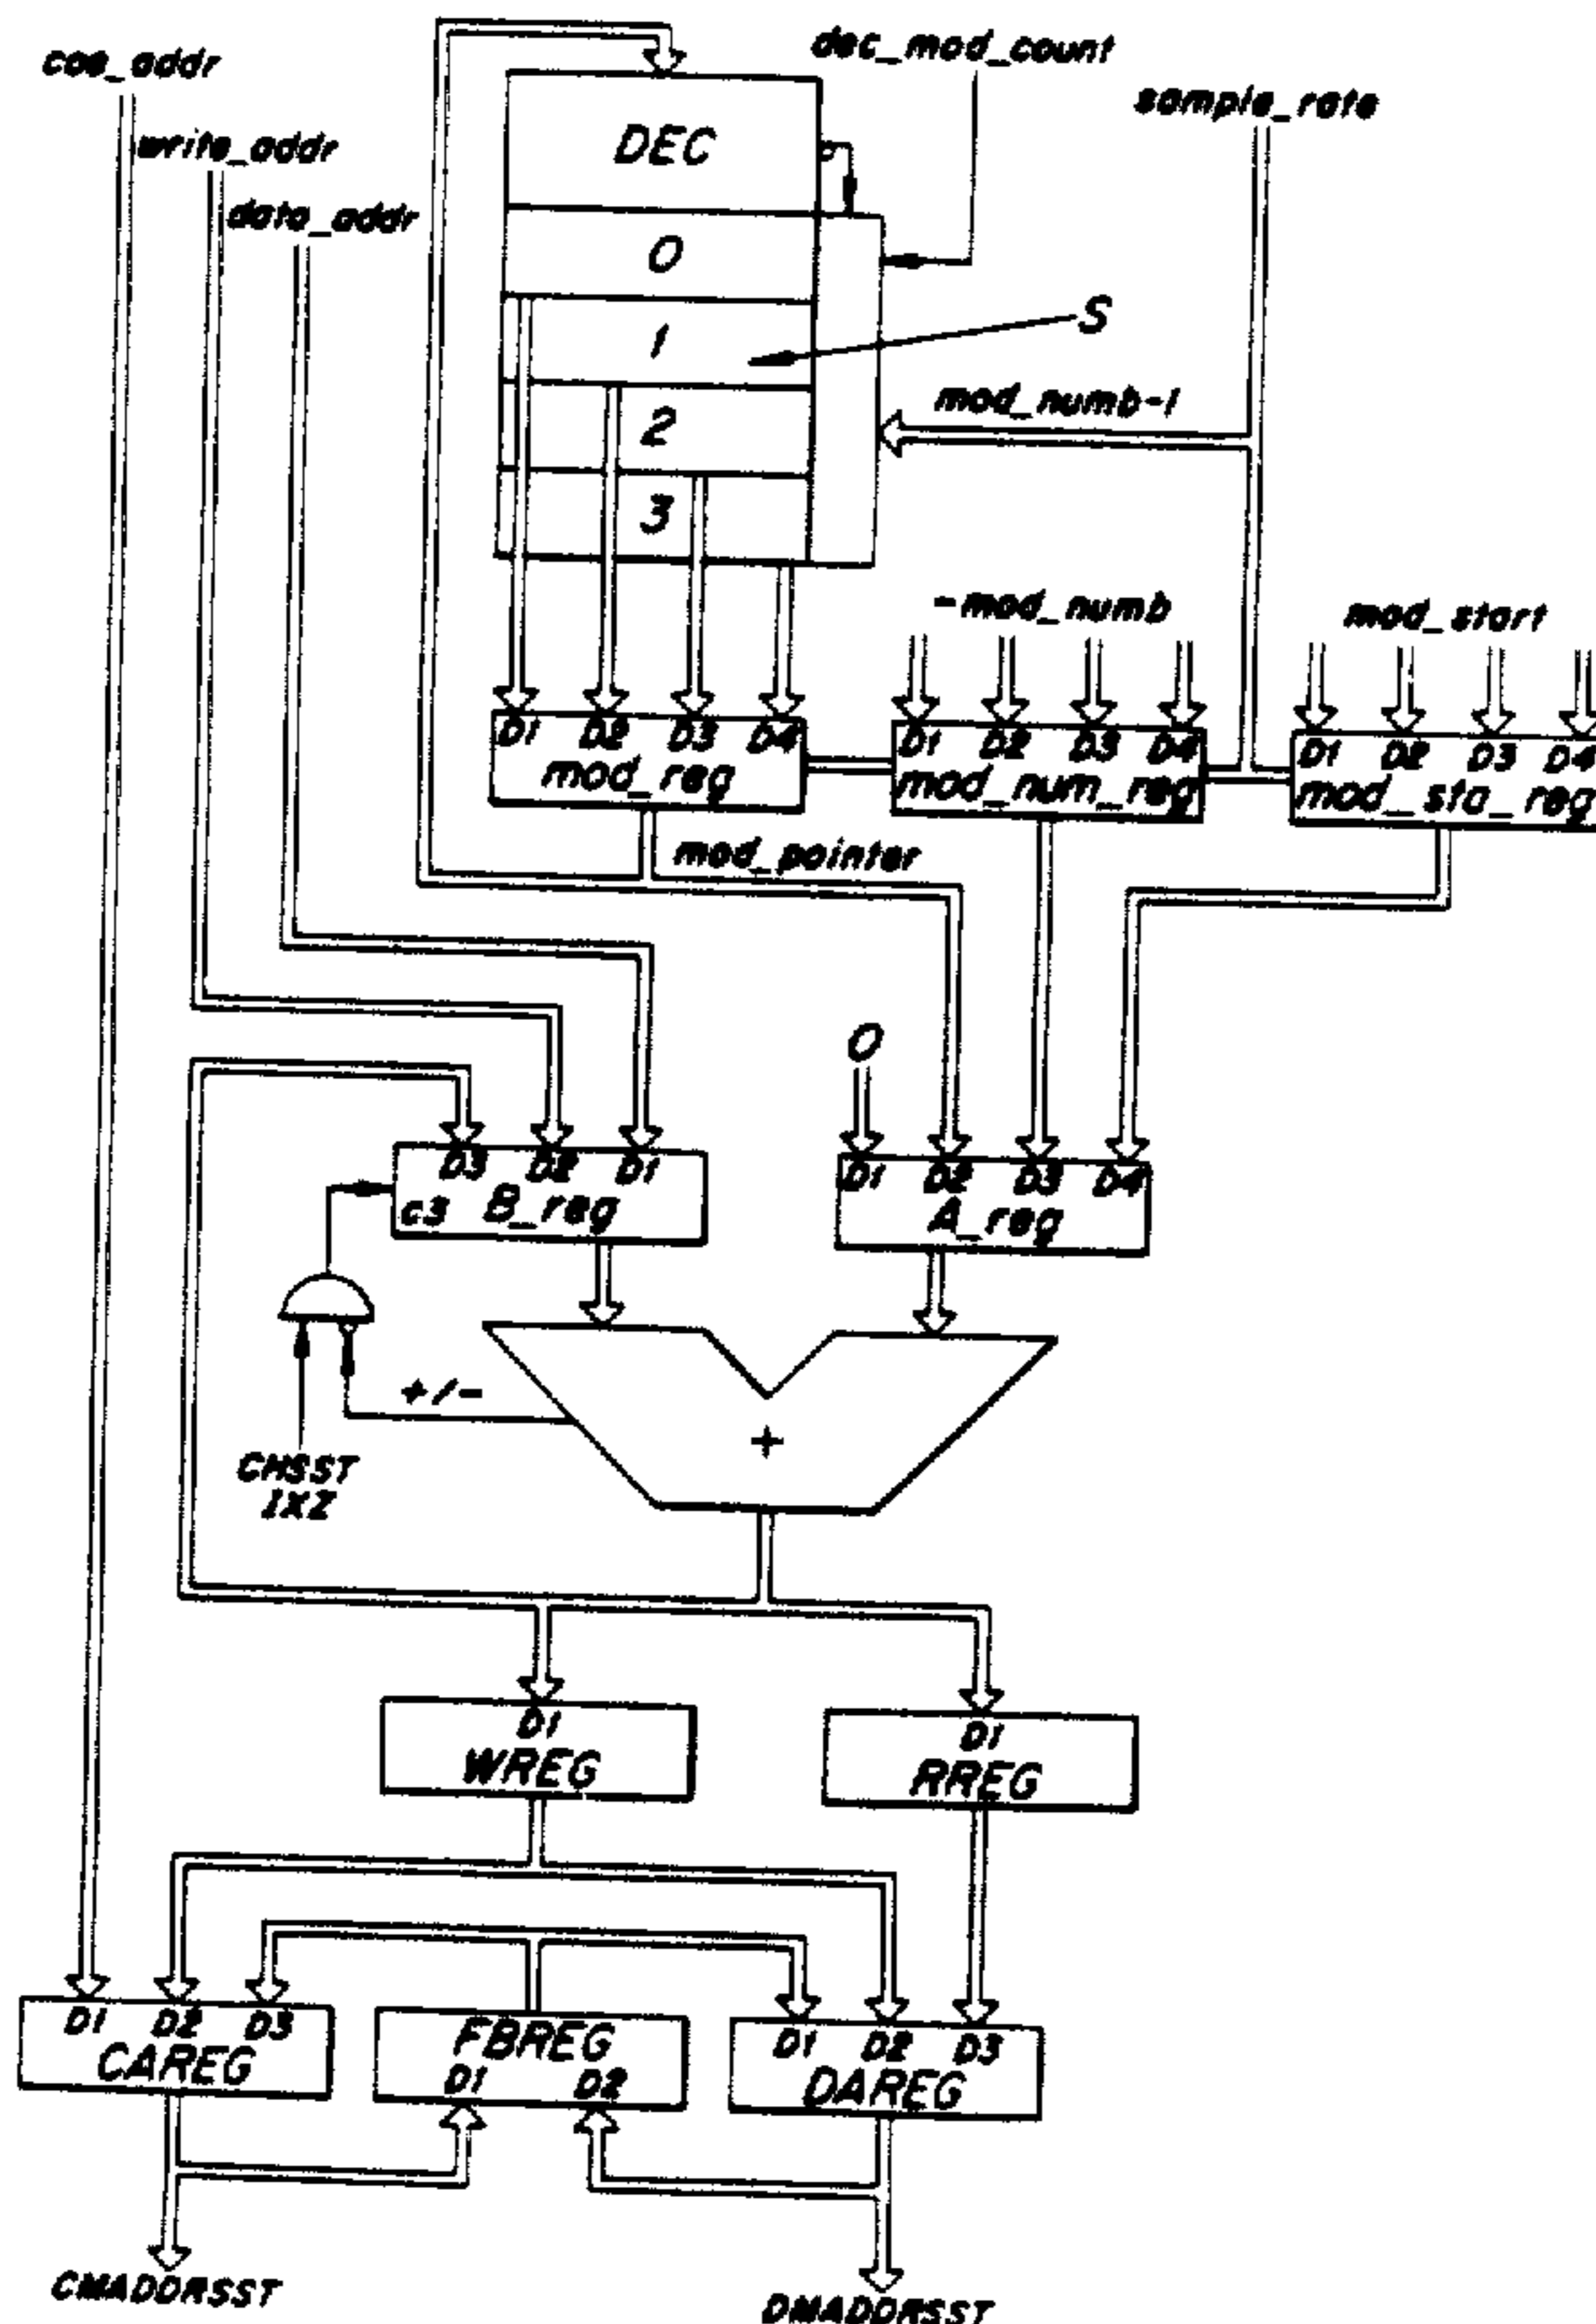 coe_addr
dec_mod_count
sample_rate
write_addr
DEC
data_addr
0
S
1
mod_numb-1
2
3
-mod_numb
mod_start
D1 D2 D3 D4
mod_reg
D1 D2 D3 D4
mod_num_reg
D1 D2 D3 D4
mod_sta_reg
mod_pointer
0
D3 D2 D1
c3 B_reg
D1 D2 D3 D4
A_reg
+/-
+
CMSST
1X2
D1
WREG
D1
RREG
D1 D2 D3
CAREG
FBREG
D1 D2
D1 D2 D3
DAREG
CMADDRSST
DMADDRSST